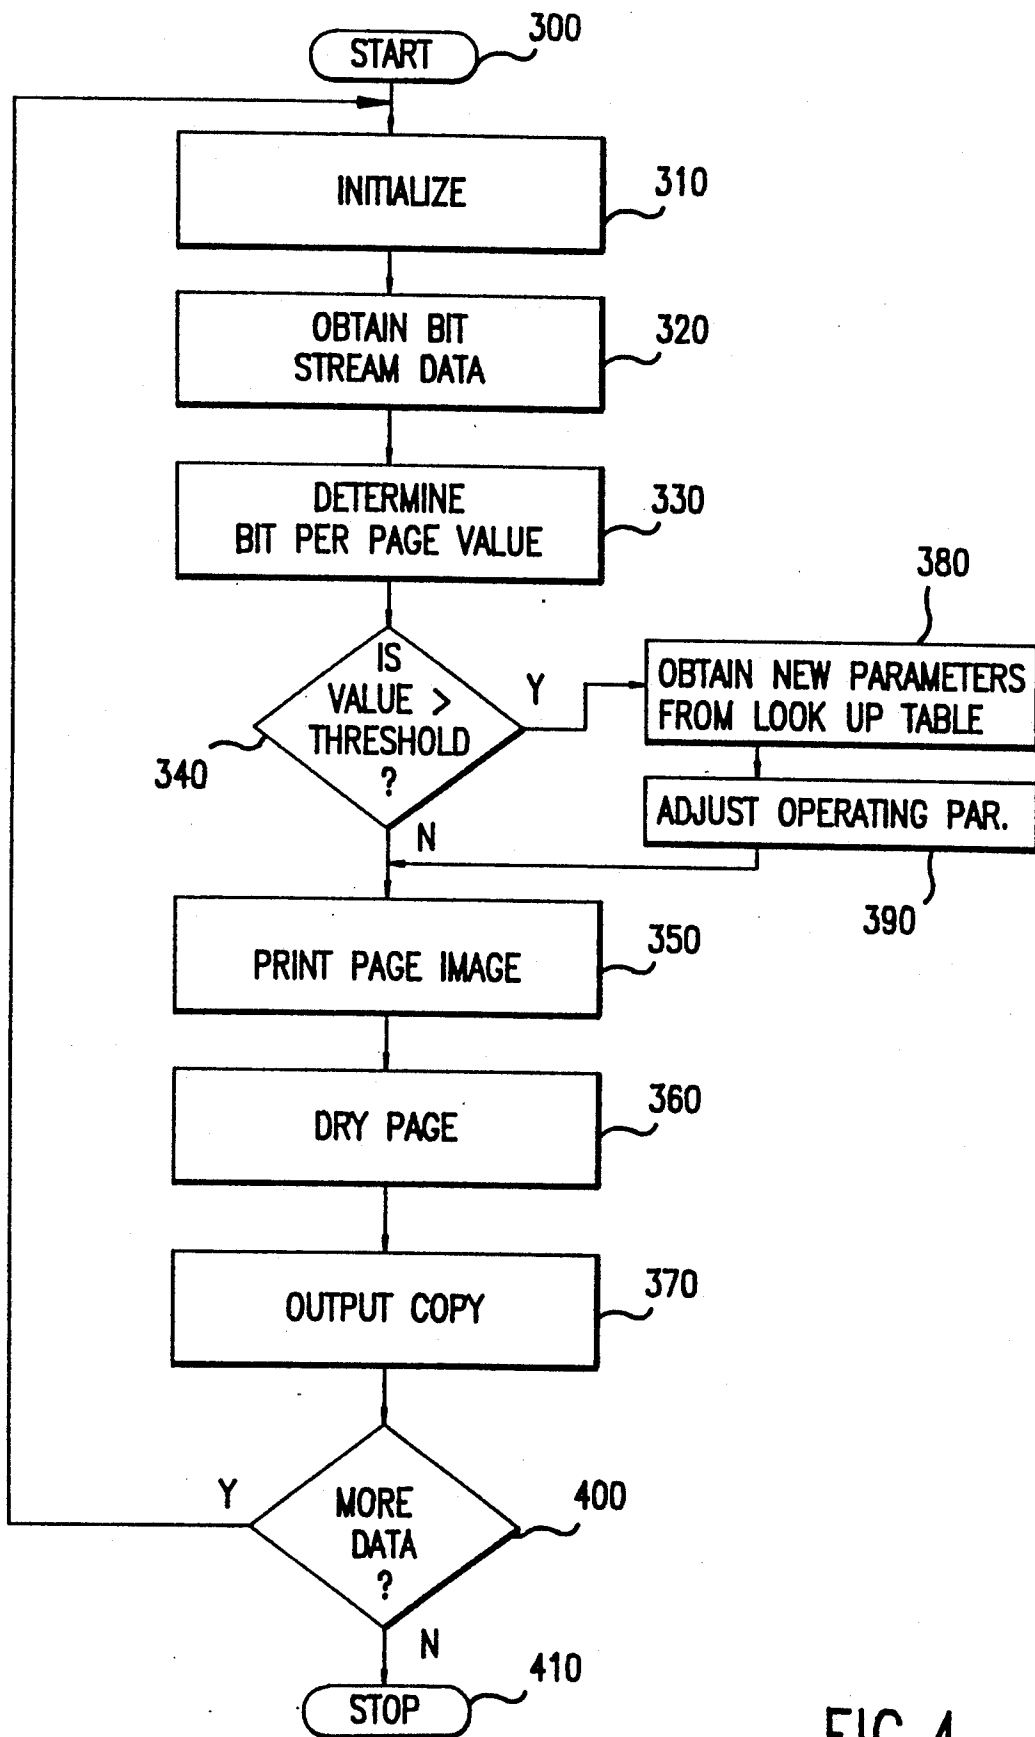 START
300
INITIALIZE
310
OBTAIN BIT
STREAM DATA
320
DETERMINE
BIT PER PAGE VALUE
330
IS
VALUE >
THRESHOLD
?
340
Y
N
380
OBTAIN NEW PARAMETERS
FROM LOOK UP TABLE
ADJUST OPERATING PAR.
390
PRINT PAGE IMAGE
350
DRY PAGE
360
OUTPUT COPY
370
MORE
DATA
?
400
Y
N
STOP
410
FIG. 4